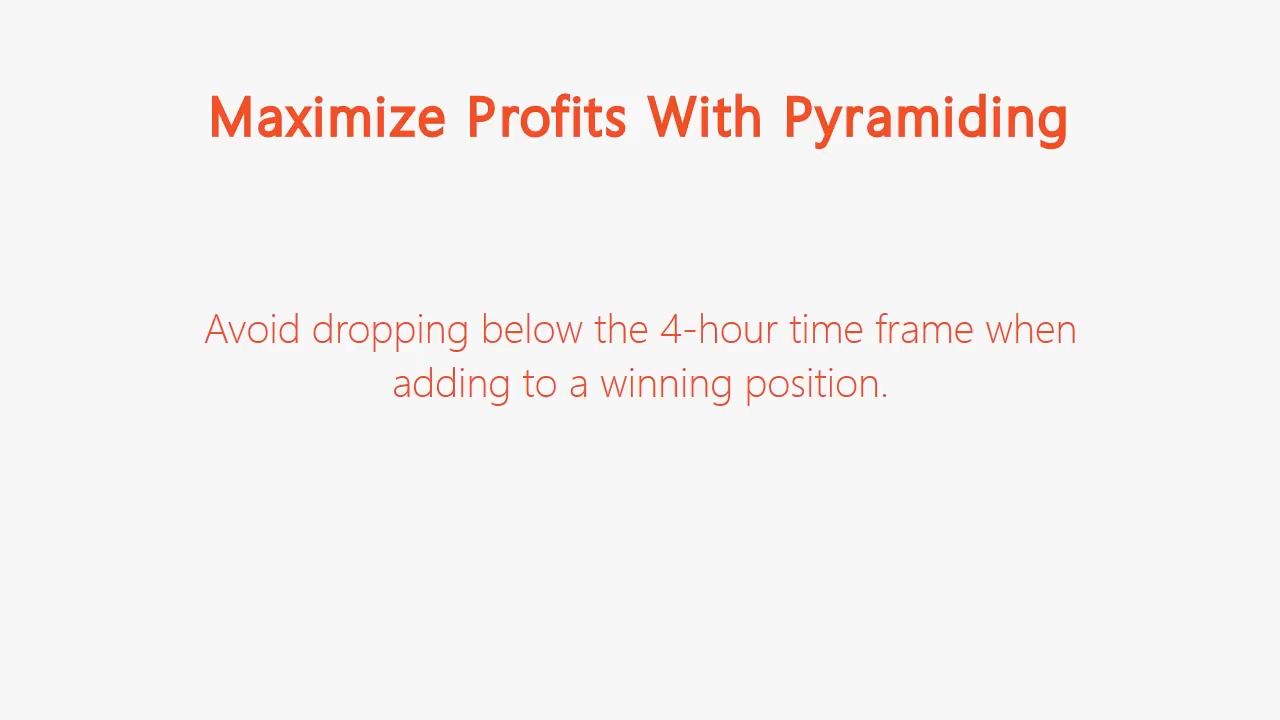 Maximize Profits With Pyramiding
Avoid dropping below the 4-hour time frame when
adding to a winning position.